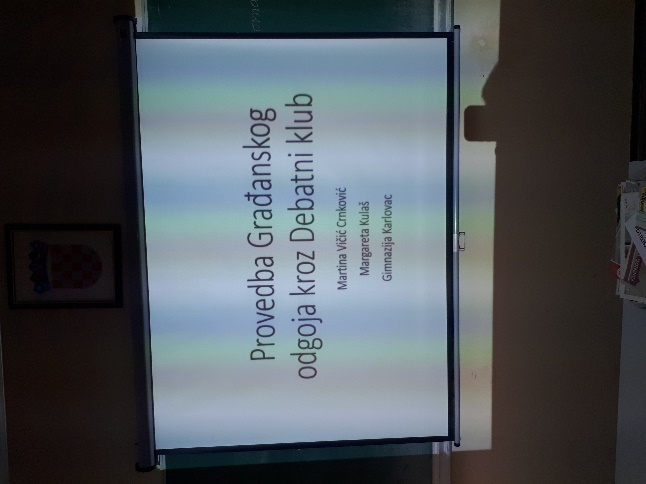 Provedba Građanskog
odgoja kroz Debatni klub
Martina Vičić Crnković
Margareta Kulaš
Gimnazija Karlovac